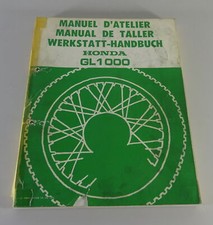 MANUEL D'ATELIER
MANUAL DE TALLER
WERKSTATT-HANDBUCH
HONDA
GL1000